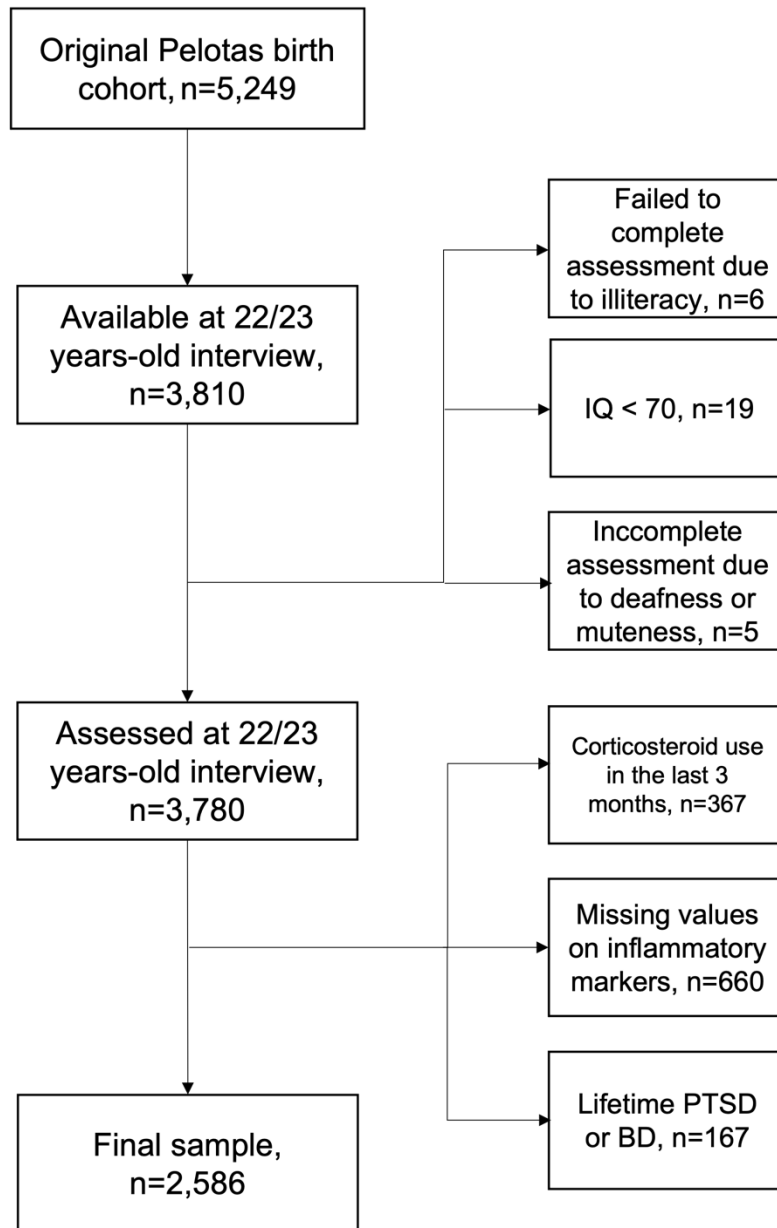 Original Pelotas birth
cohort, n=5,249
Failed to
complete
assessment due
to illiteracy, n=6
Available at 22/23
years-old interview,
n=3,810
IQ < 70, n=19
Inccomplete
assessment due
to deafness or
muteness, n=5
Assessed at 22/23
years-old interview,
n=3,780
Corticosteroid use
in the last 3
months, n=367
Missing values
on inflammatory
markers, n=660
Lifetime PTSD
or BD, n=167
Final sample,
n=2,586